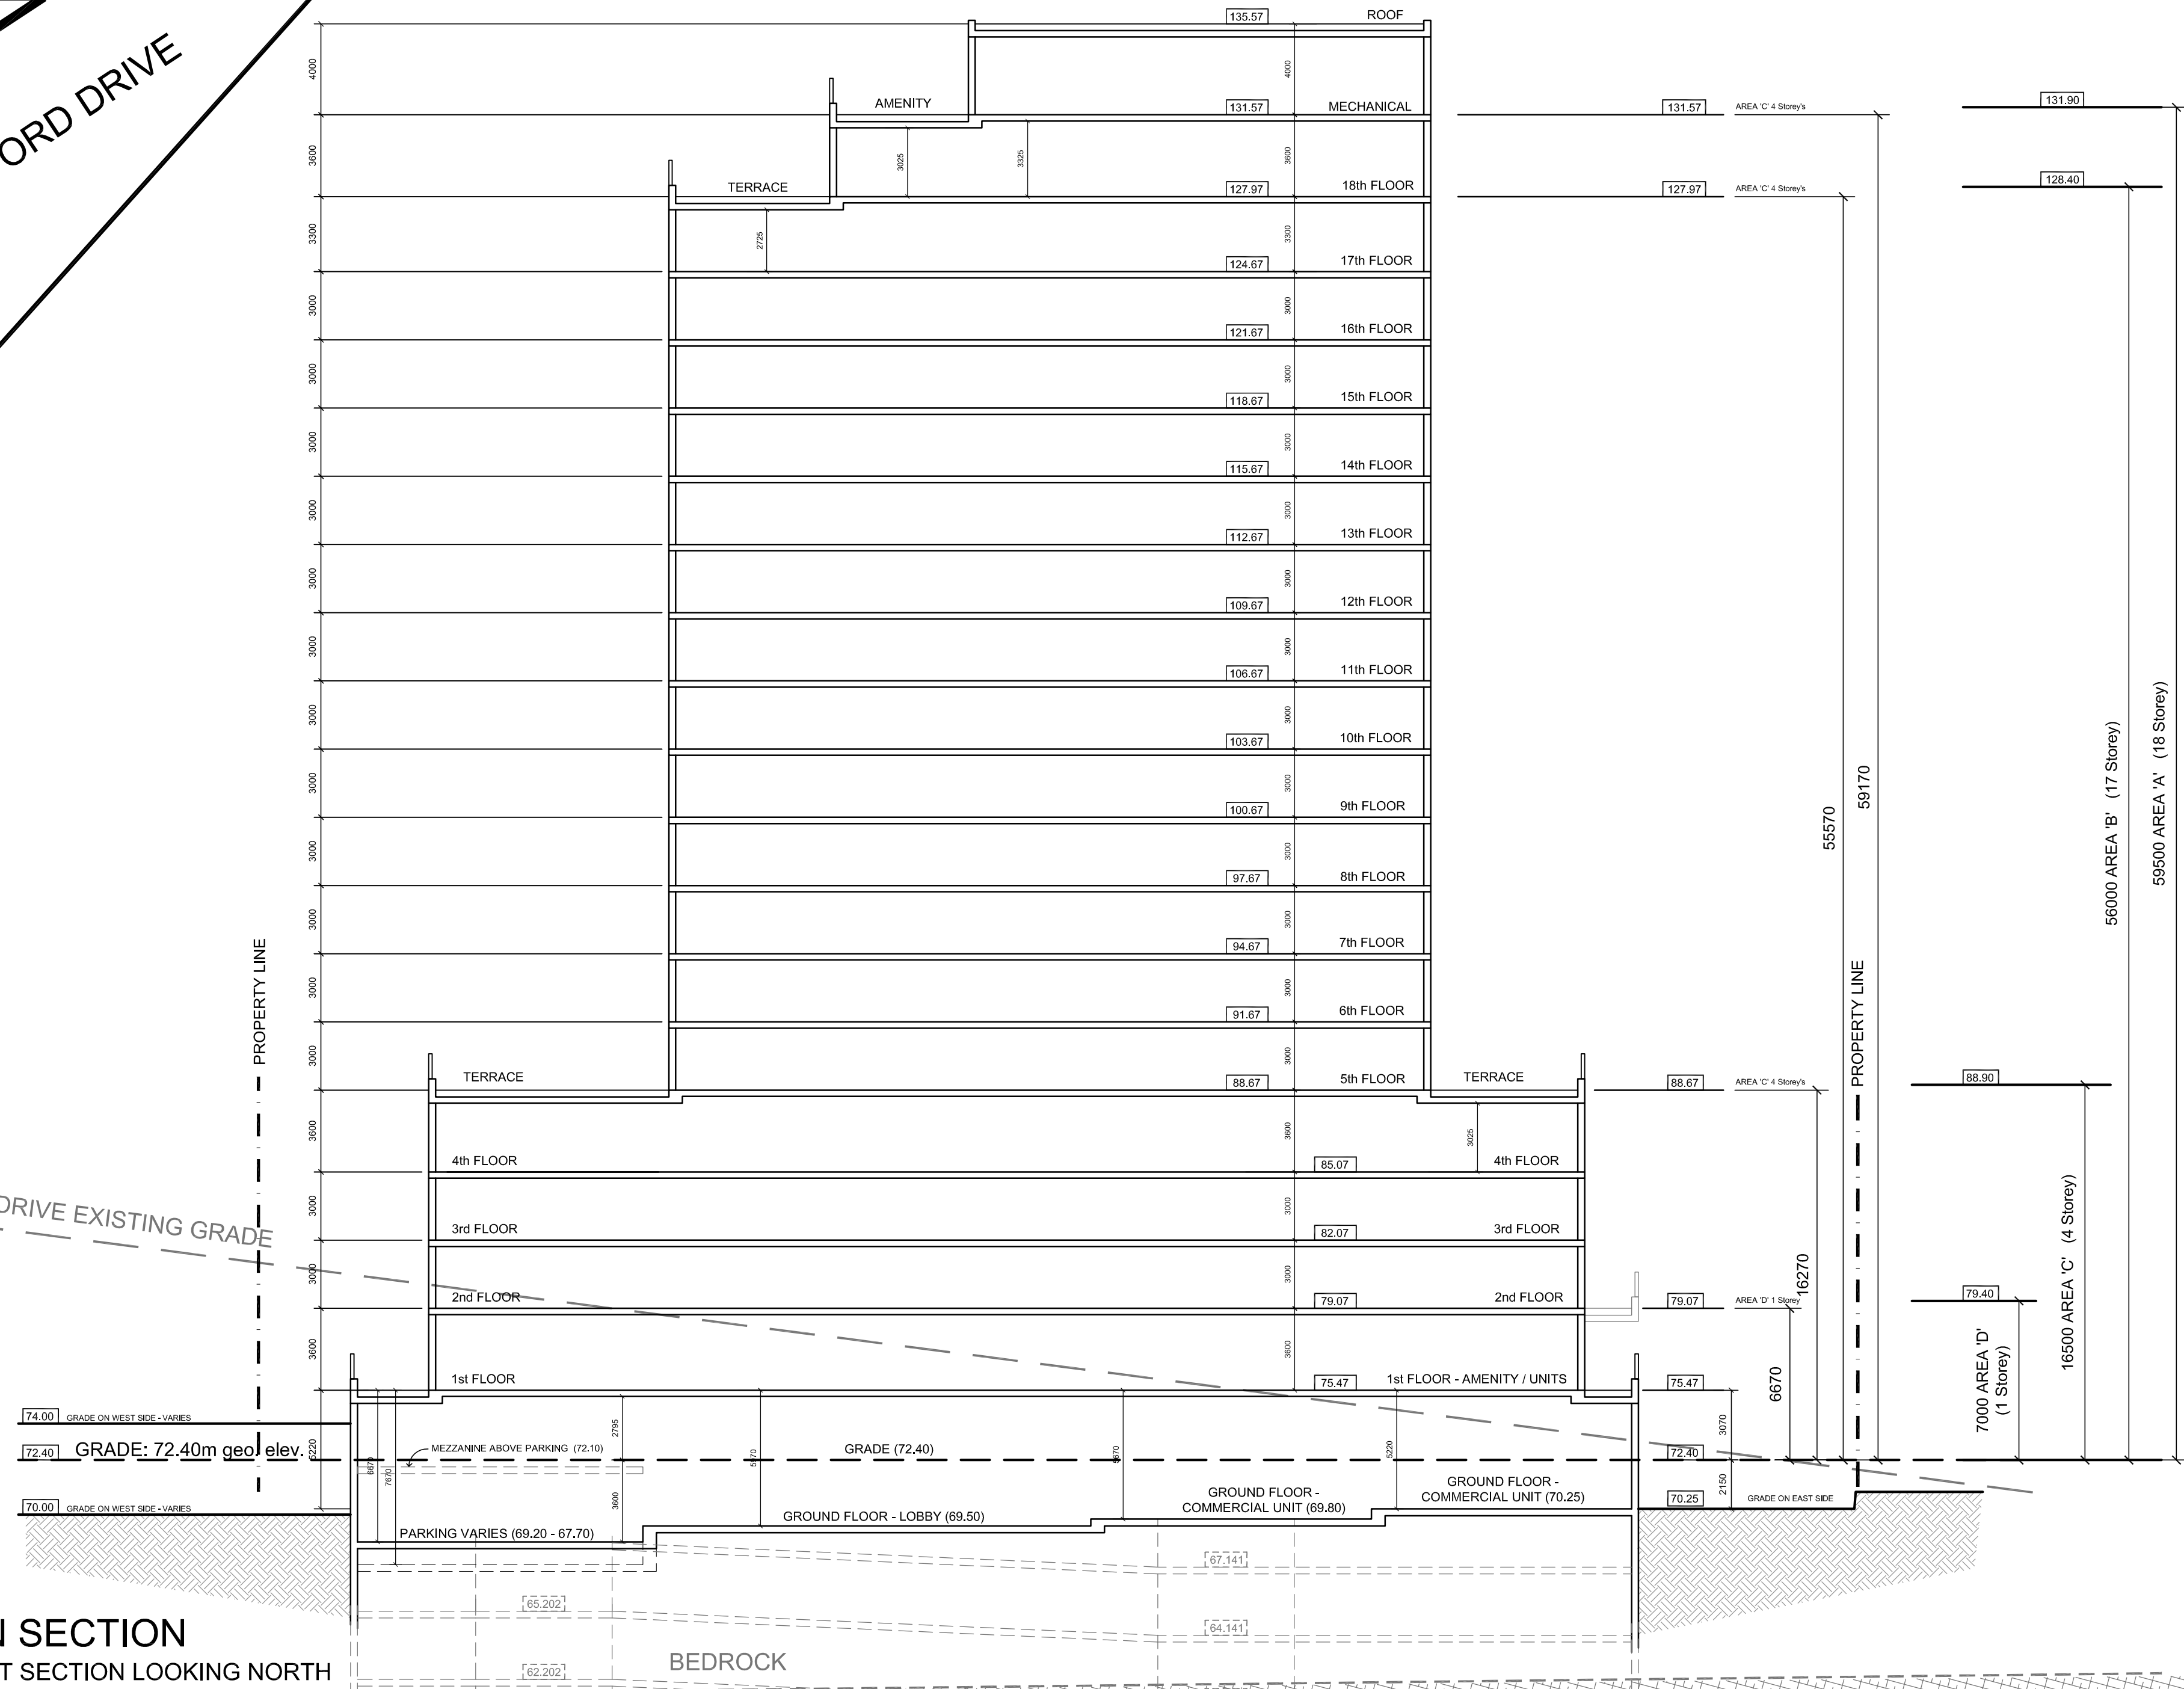 ORD DRIVE
135.57 ROOF
4000
4000
AMENITY
131.57 MECHANICAL
131.57 AREA 'C' 4 Storey's
131.90
3600
3025
3325
3600
TERRACE
127.97 18th FLOOR
127.97 AREA 'C' 4 Storey's
128.40
3300
2725
3300
124.67 17th FLOOR
3000
3000
121.67 16th FLOOR
3000
3000
118.67 15th FLOOR
3000
3000
115.67 14th FLOOR
3000
3000
112.67 13th FLOOR
3000
3000
109.67 12th FLOOR
3000
3000
106.67 11th FLOOR
3000
3000
103.67 10th FLOOR
3000
3000
100.67 9th FLOOR
3000
3000
97.67 8th FLOOR
3000
3000
94.67 7th FLOOR
3000
3000
91.67 6th FLOOR
3000
3000
TERRACE
88.67 5th FLOOR
TERRACE
88.67 AREA 'C' 4 Storey's
88.90
55570
59170
56000 AREA 'B' (17 Storey)
59500 AREA 'A' (18 Storey)
PROPERTY LINE
PROPERTY LINE
3600
3600
3025
4th FLOOR
85.07
4th FLOOR
3000
3000
DRIVE EXISTING GRADE
3rd FLOOR
82.07
3rd FLOOR
3000
3000
16270
16500 AREA 'C' (4 Storey)
2nd FLOOR
79.07
2nd FLOOR
79.07 AREA 'D' 1 Storey
79.40
3600
3600
6670
7000 AREA 'D'
(1 Storey)
1st FLOOR
75.47
1st FLOOR - AMENITY / UNITS
75.47
74.00 GRADE ON WEST SIDE - VARIES
72.40 GRADE: 72.40m geo. elev.
5220
6670
7670
MEZZANINE ABOVE PARKING (72.10)
2795
3600
5970
GRADE (72.40)
5670
5220
3070
72.40
2150
70.00 GRADE ON WEST SIDE - VARIES
PARKING VARIES (69.20 - 67.70)
GROUND FLOOR - LOBBY (69.50)
GROUND FLOOR -
COMMERCIAL UNIT (69.80)
GROUND FLOOR -
COMMERCIAL UNIT (70.25)
70.25 GRADE ON EAST SIDE
67.141
65.202
64.141
62.202
BEDROCK
N SECTION
T SECTION LOOKING NORTH